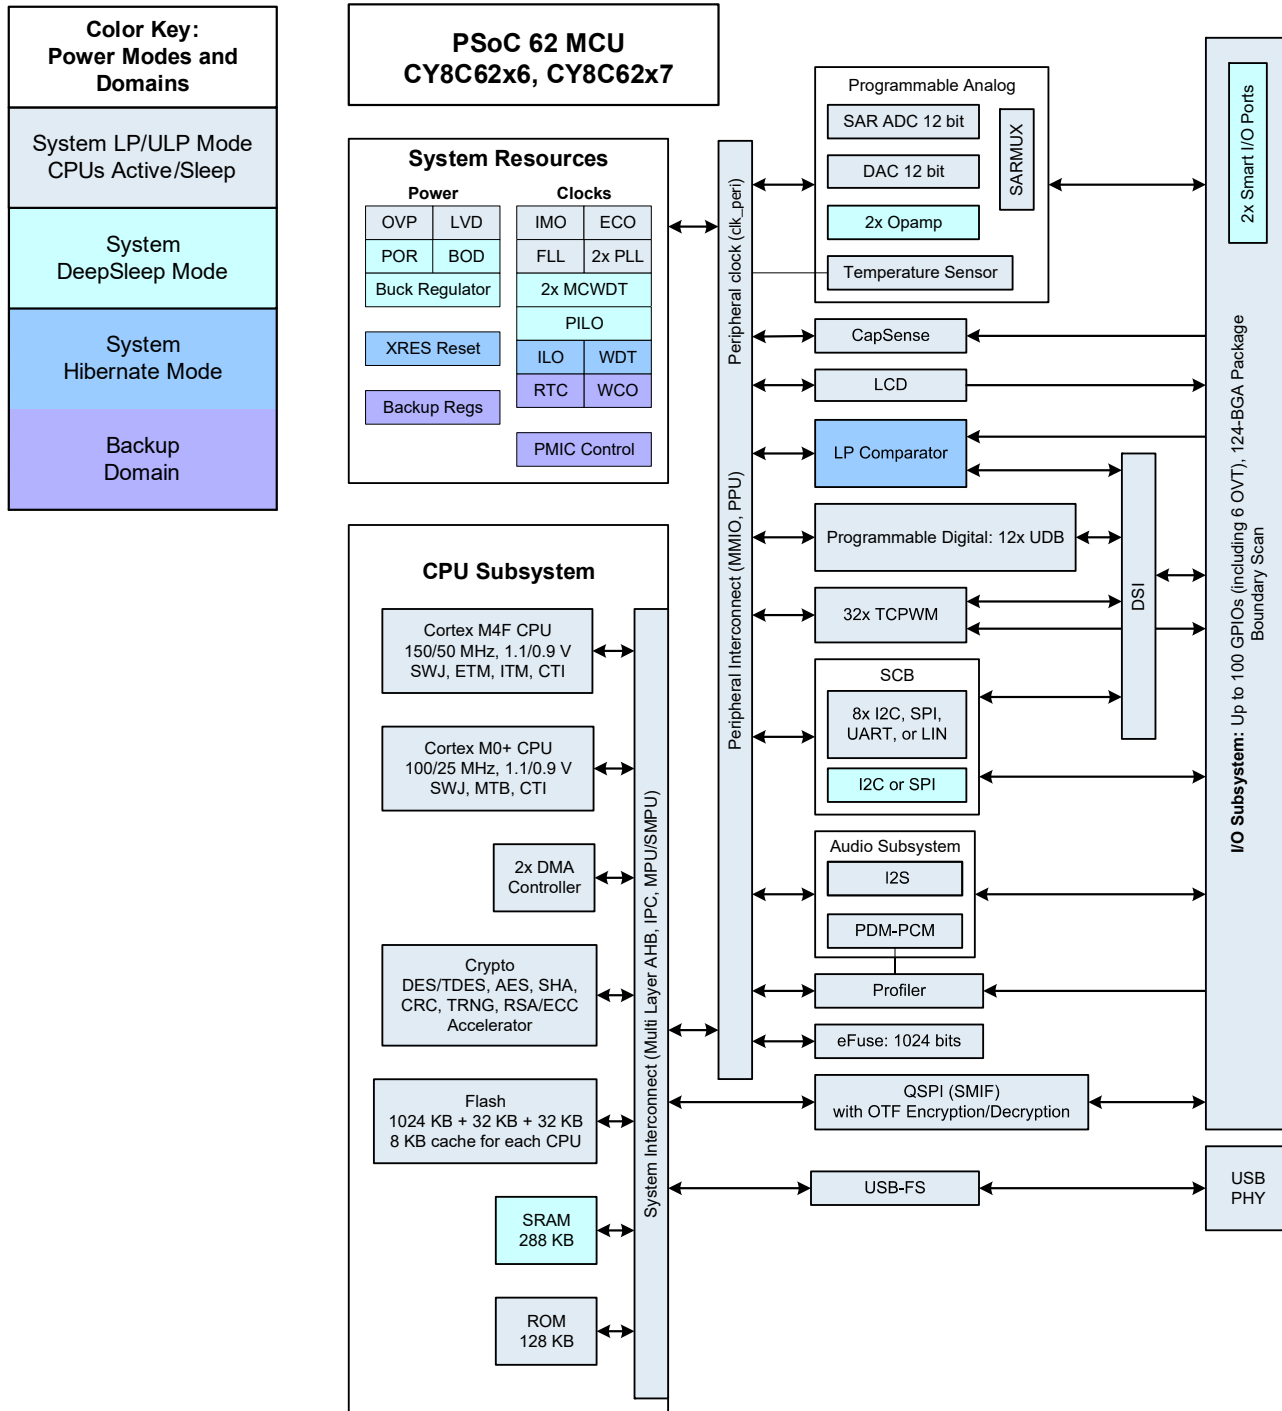 Color Key:
Power Modes and
Domains
System LP/ULP Mode
CPUs Active/Sleep
System
DeepSleep Mode
System
Hibernate Mode
Backup
Domain
PSoC 62 MCU
CY8C62x6, CY8C62x7
System Resources
Power
Clocks
OVP
LVD
POR
BOD
Buck Regulator
XRES Reset
Backup Regs
IMO
ECO
FLL
2x PLL
2x MCWDT
PILO
ILO
WDT
RTC
WCO
PMIC Control
CPU Subsystem
Cortex M4F CPU
150/50 MHz, 1.1/0.9 V
SWJ, ETM, ITM, CTI
Cortex M0+ CPU
100/25 MHz, 1.1/0.9 V
SWJ, MTB, CTI
2x DMA
Controller
Crypto
DES/TDES, AES, SHA,
CRC, TRNG, RSA/ECC
Accelerator
Flash
1024 KB + 32 KB + 32 KB
8 KB cache for each CPU
SRAM
288 KB
ROM
128 KB
System Interconnect (Multi Layer AHB, IPC, MPU/SMPU)
Peripheral Interconnect (MMIO, PPU)
Peripheral clock (clk_peri)
Programmable Analog
SAR ADC 12 bit
DAC 12 bit
2x Opamp
Temperature Sensor
SARMUX
CapSense
LCD
LP Comparator
Programmable Digital: 12x UDB
32x TCPWM
SCB
8x I2C, SPI,
UART, or LIN
I2C or SPI
Audio Subsystem
I2S
PDM-PCM
Profiler
eFuse: 1024 bits
QSPI (SMIF)
with OTF Encryption/Decryption
USB-FS
DSI
2x Smart I/O Ports
I/O Subsystem: Up to 100 GPIOs (including 6 OVT), 124-BGA Package
Boundary Scan
USB
PHY